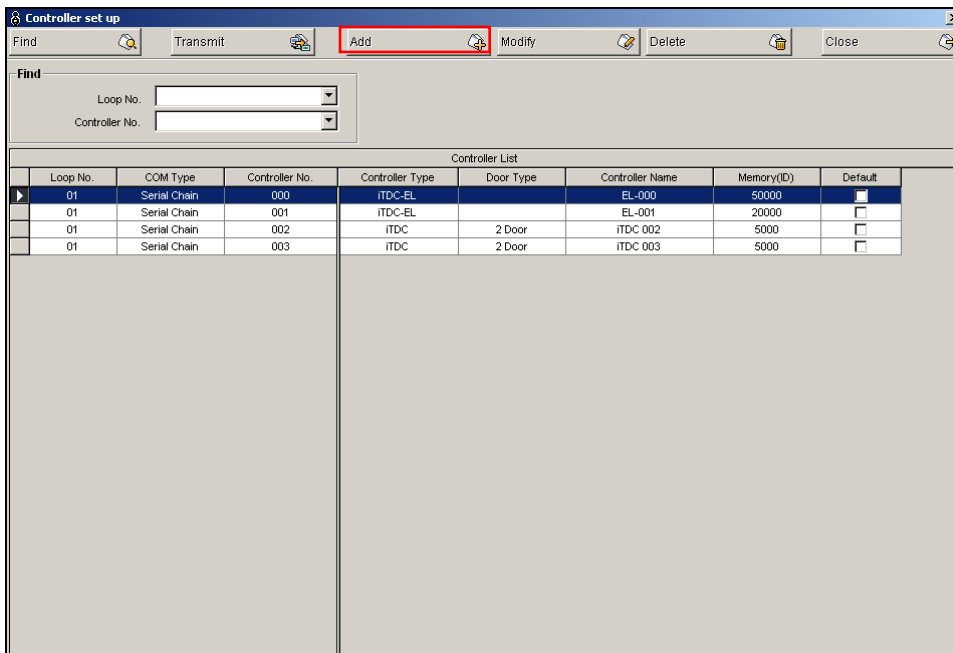 Controller set up
Find Transmit Add Modify Delete Close
Find
Loop No.
Controller No.
Controller List
Loop No. COM Type Controller No. Controller Type Door Type Controller Name Memory(ID) Default
01 Serial Chain 000 iTDC-EL EL-000 50000
01 Serial Chain 001 iTDC-EL EL-001 20000
01 Serial Chain 002 iTDC 2 Door iTDC 002 5000
01 Serial Chain 003 iTDC 2 Door iTDC 003 5000